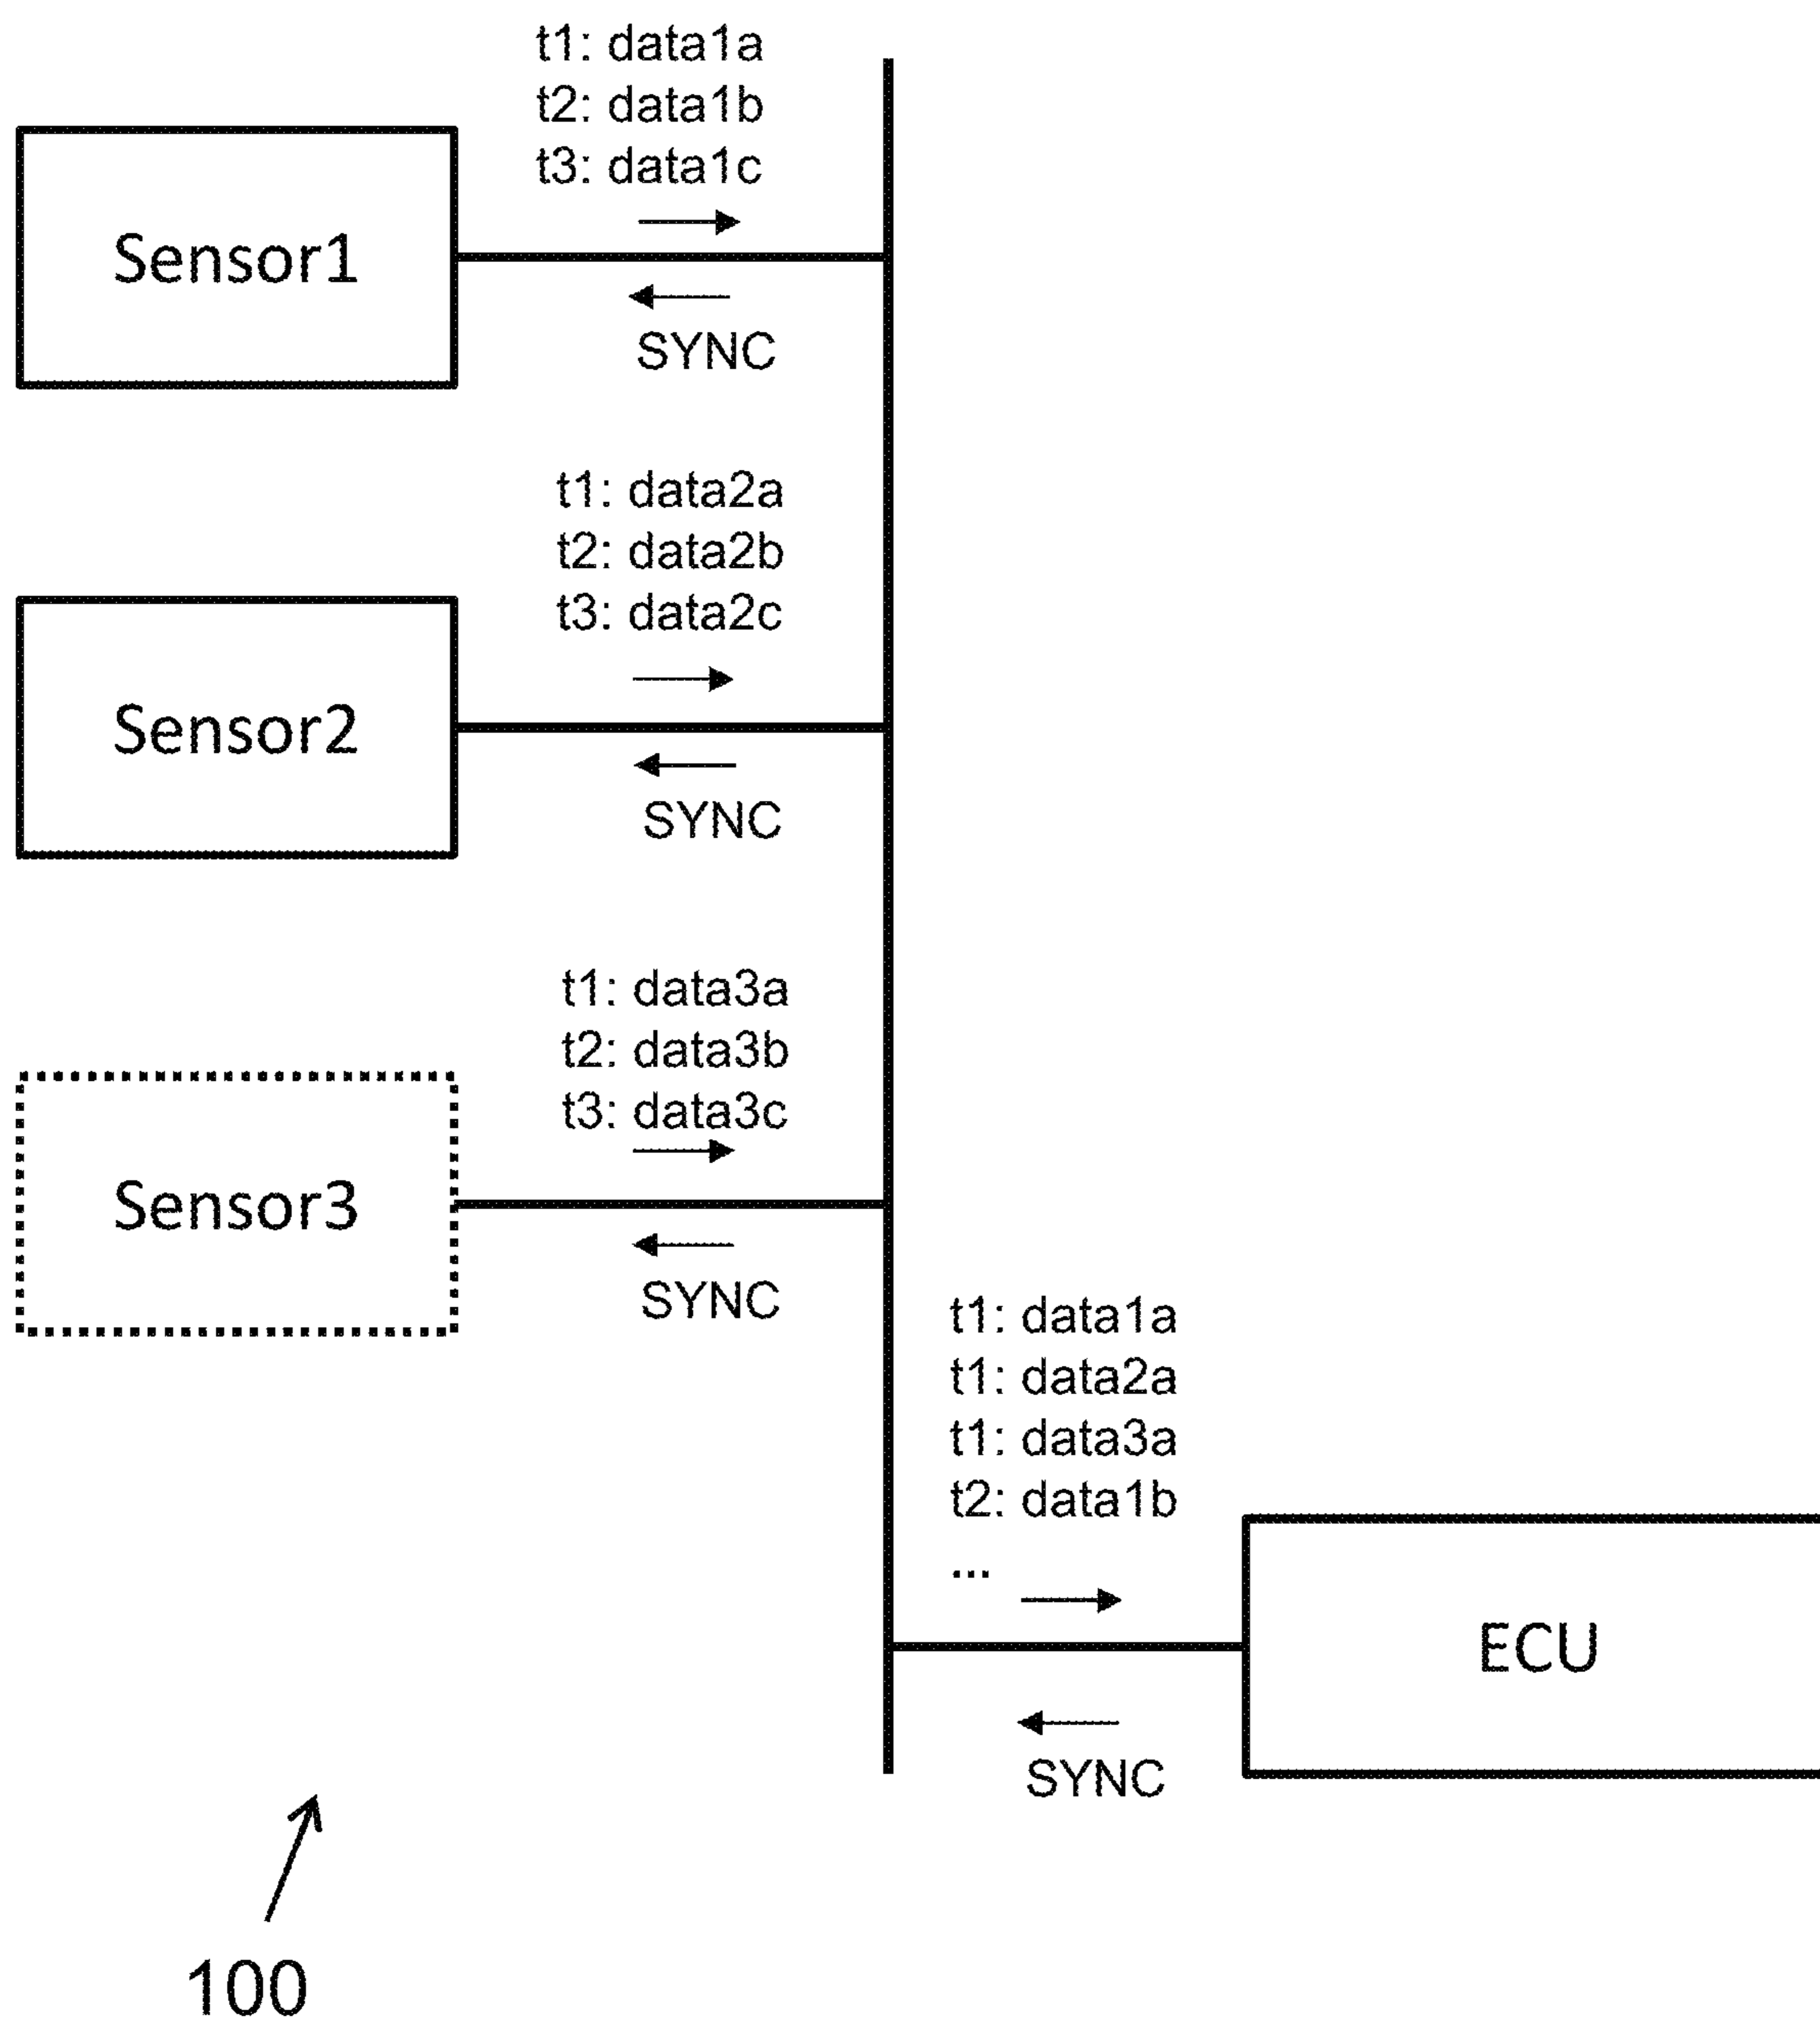 t1: data1a
t2: data1b
t3: data1c
Sensor1
SYNC
t1: data2a
t2: data2b
t3: data2c
Sensor2
SYNC
t1: data3a
t2: data3b
t3: data3c
Sensor3
SYNC
t1: data1a
t1: data2a
t1: data3a
t2: data1b
...
ECU
SYNC
100